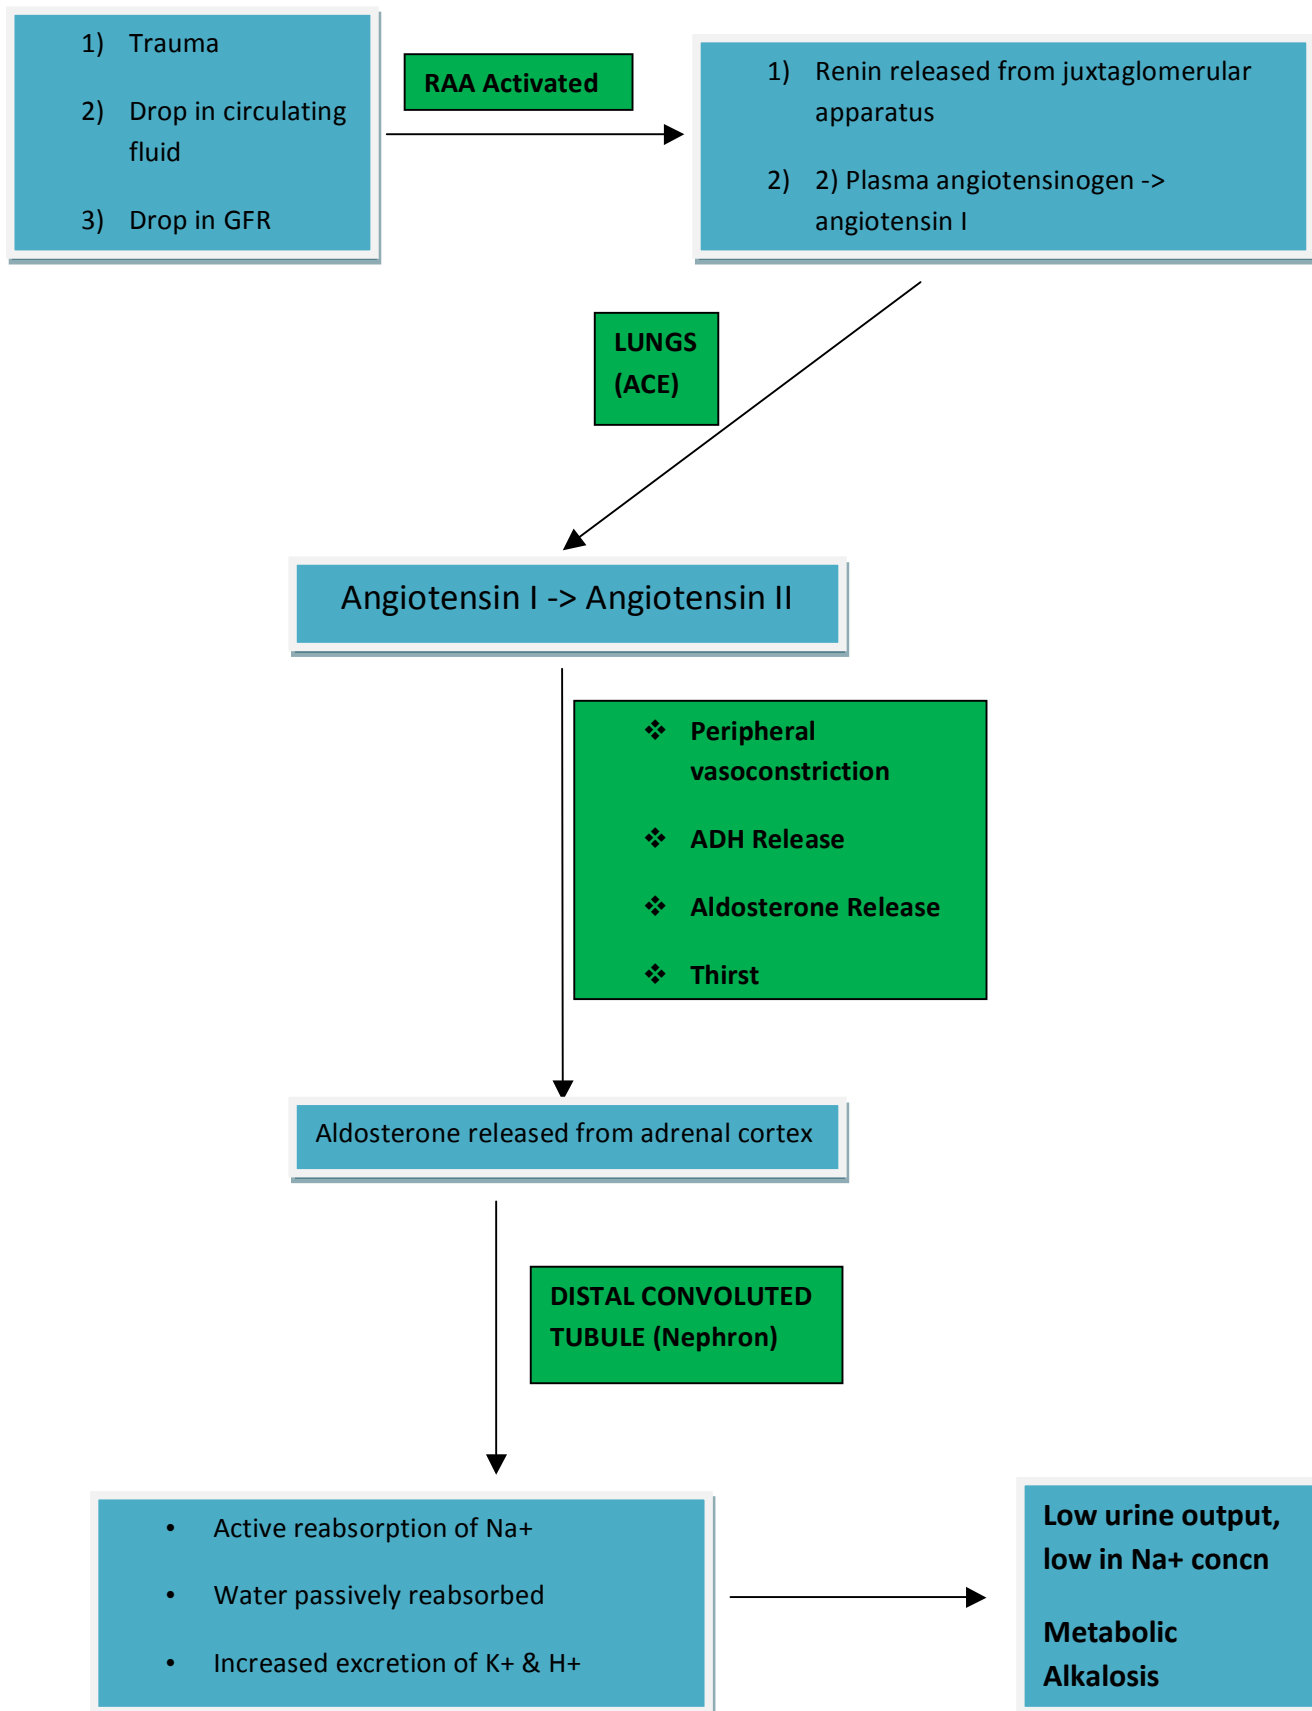 1) Trauma
2) Drop in circulating
fluid
3) Drop in GFR
RAA Activated
1) Renin released from juxtaglomerular
apparatus
2) 2) Plasma angiotensinogen ->
angiotensin I
LUNGS
(ACE)
Angiotensin I -> Angiotensin II
❖ Peripheral
vasoconstriction
❖ ADH Release
❖ Aldosterone Release
❖ Thirst
Aldosterone released from adrenal cortex
DISTAL CONVOLUTED
TUBULE (Nephron)
• Active reabsorption of Na+
• Water passively reabsorbed
• Increased excretion of K+ & H+
Low urine output,
low in Na+ concn
Metabolic
Alkalosis